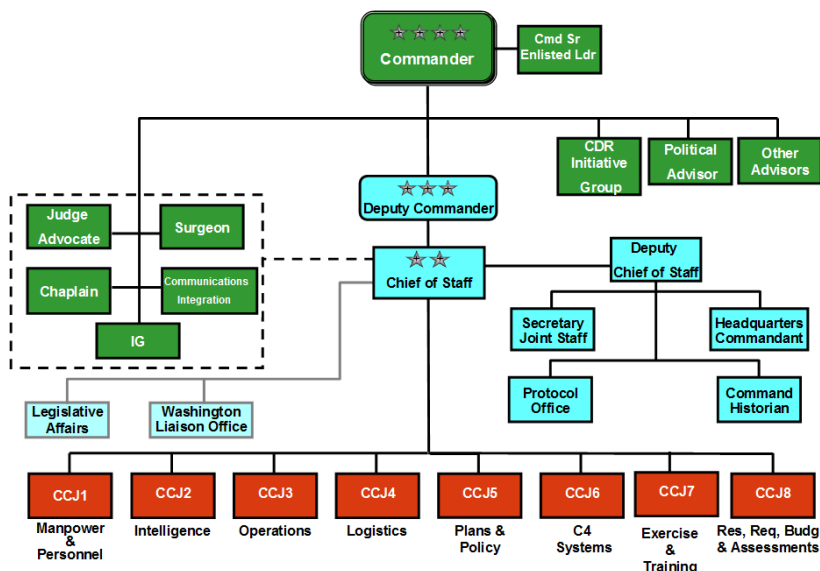 Commander
Cmd Sr
Enlisted Ldr
CDR
Initiative
Group
Political
Advisor
Other
Advisors
Deputy Commander
Judge
Advocate
Surgeon
Chaplain
Communications
Integration
IG
Chief of Staff
Deputy
Chief of Staff
Secretary
Joint Staff
Headquarters
Commandant
Protocol
Office
Command
Historian
Legislative
Affairs
Washington
Liaison Office
CCJ1
CCJ2
CCJ3
CCJ4
CCJ5
CCJ6
CCJ7
CCJ8
Manpower
&
Personnel
Intelligence
Operations
Logistics
Plans &
Policy
C4
Systems
Exercise
&
Training
Res, Req, Budg
& Assessments